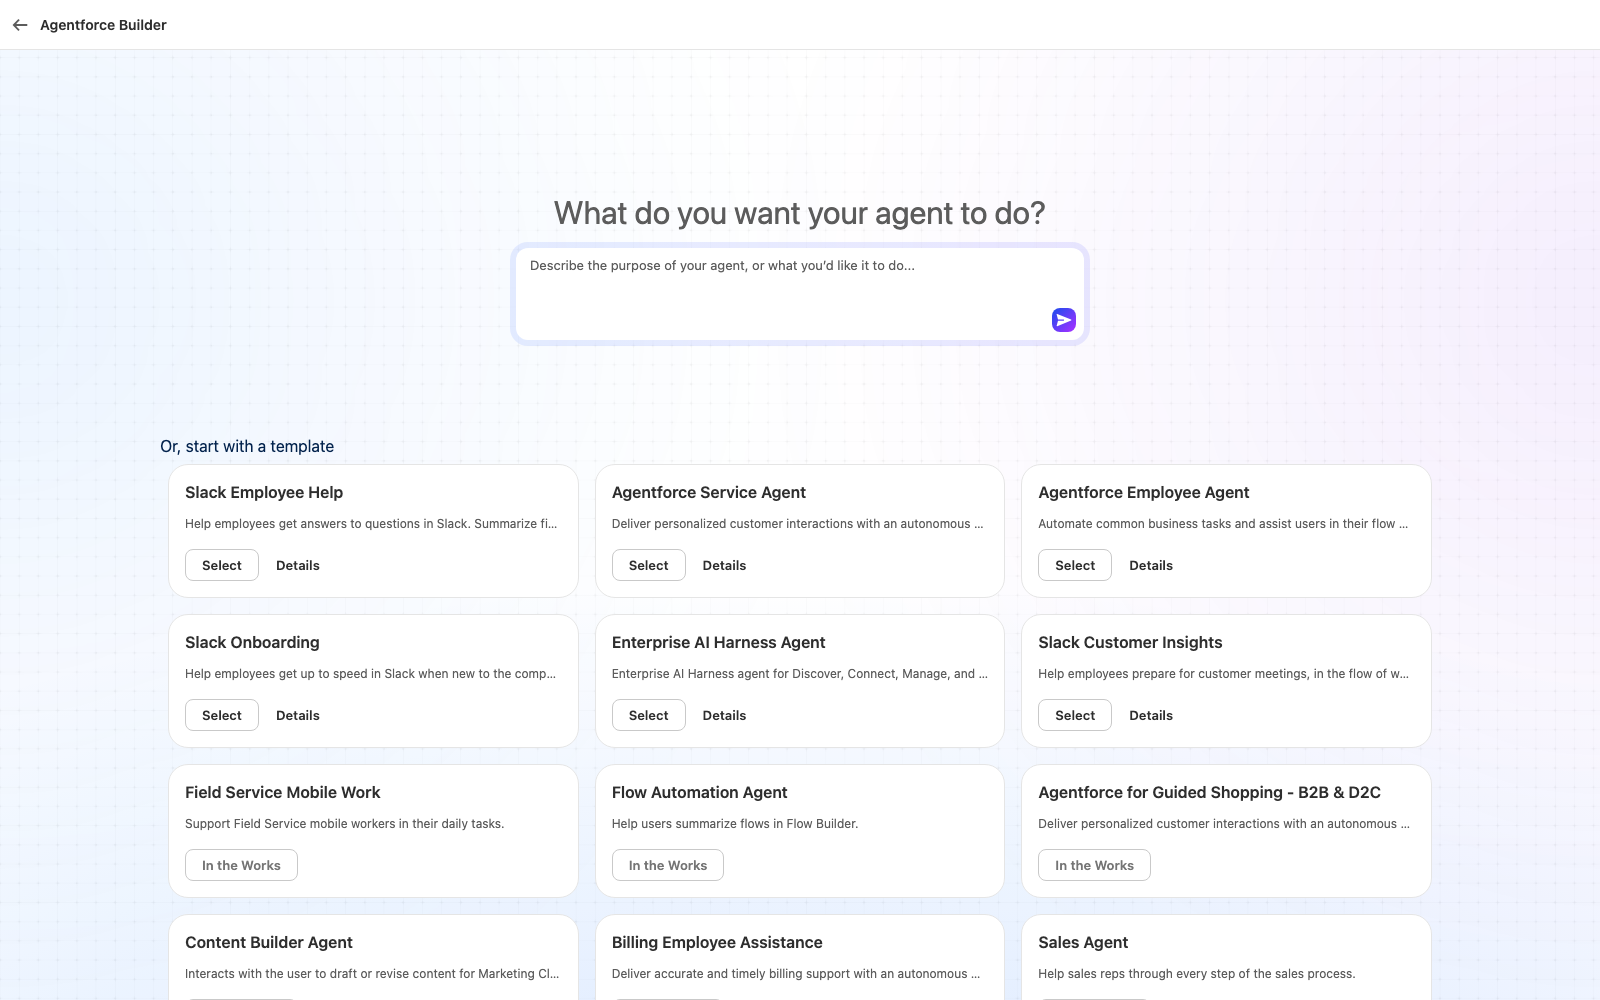 Agentforce Builder
What do you want your agent to do?
Describe the purpose of your agent, or what you'd like it to do...
Or, start with a template
Slack Employee Help
Help employees get answers to questions in Slack. Summarize fi...
Select Details
Agentforce Service Agent
Deliver personalized customer interactions with an autonomous ...
Select Details
Agentforce Employee Agent
Automate common business tasks and assist users in their flow ...
Select Details
Slack Onboarding
Help employees get up to speed in Slack when new to the comp...
Select Details
Enterprise AI Harness Agent
Enterprise AI Harness agent for Discover, Connect, Manage, and ...
Select Details
Slack Customer Insights
Help employees prepare for customer meetings, in the flow of w...
Select Details
Field Service Mobile Work
Support Field Service mobile workers in their daily tasks.
In the Works
Flow Automation Agent
Help users summarize flows in Flow Builder.
In the Works
Agentforce for Guided Shopping - B2B & D2C
Deliver personalized customer interactions with an autonomous ...
In the Works
Content Builder Agent
Interacts with the user to draft or revise content for Marketing Cl...
Billing Employee Assistance
Deliver accurate and timely billing support with an autonomous ...
Sales Agent
Help sales reps through every step of the sales process.